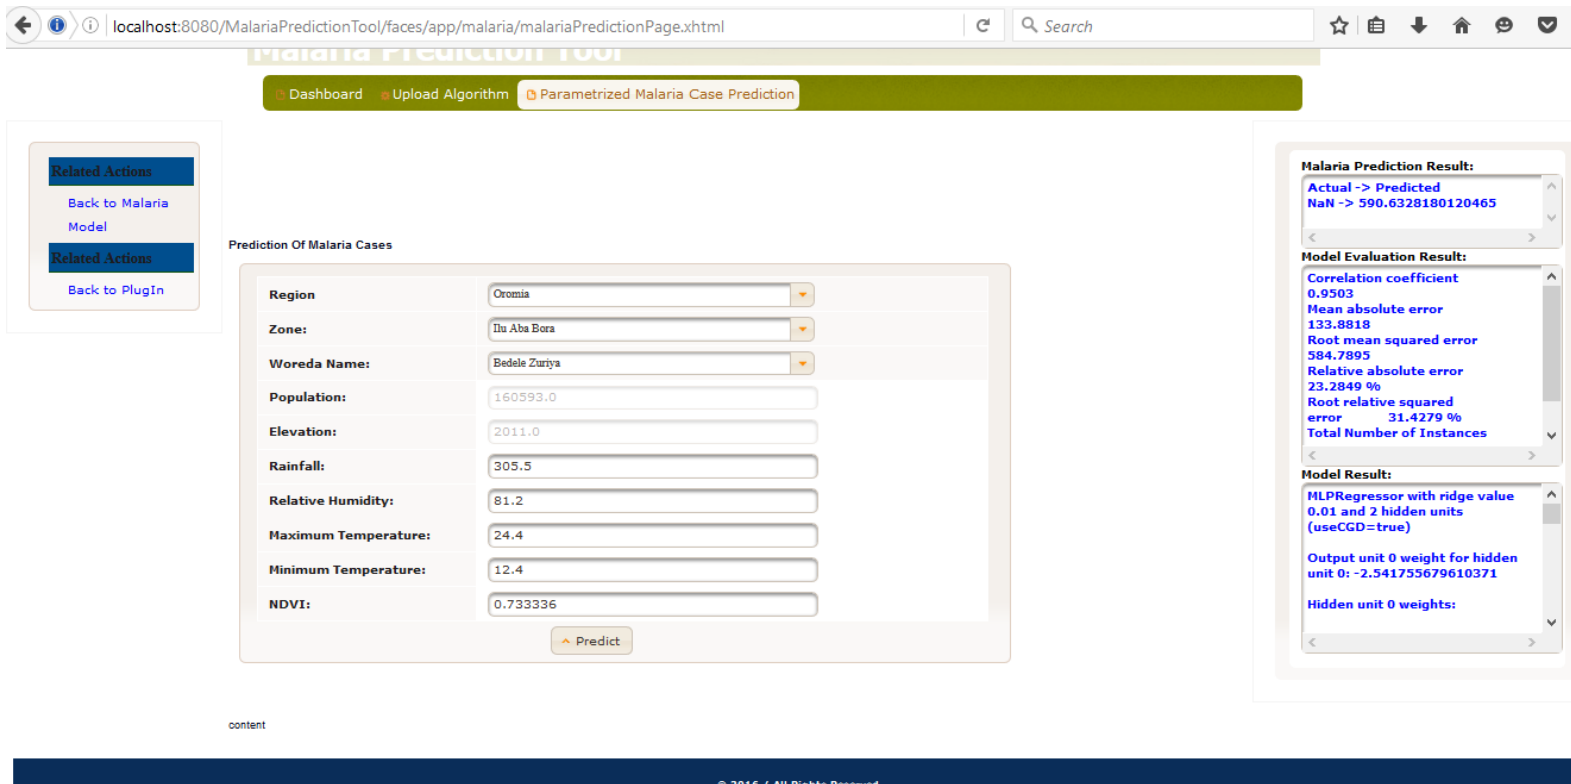 localhost:8080/MalariaPredictionTool/faces/app/malaria/malariaPredictionPage.xhtml
Search
Malaria Prediction Tool
Dashboard Upload Algorithm Parametrized Malaria Case Prediction
Related Actions
Back to Malaria
Model
Related Actions
Back to PlugIn
Prediction Of Malaria Cases
Region Oromia
Zone: Ilu Aba Bora
Woreda Name: Bedele Zuriya
Population: 160593.0
Elevation: 2011.0
Rainfall: 305.5
Relative Humidity: 81.2
Maximum Temperature: 24.4
Minimum Temperature: 12.4
NDVI: 0.733336
Predict
content
Malaria Prediction Result:
Actual -> Predicted
NaN -> 590.6328180120465
Model Evaluation Result:
Correlation coefficient
0.9503
Mean absolute error
133.8818
Root mean squared error
584.7895
Relative absolute error
23.2849 %
Root relative squared
error 31.4279 %
Total Number of Instances
Model Result:
MLPRegressor with ridge value
0.01 and 2 hidden units
(useCGD=true)
Output unit 0 weight for hidden
unit 0: -2.541755679610371
Hidden unit 0 weights:
© 2016 / All Rights Reserved